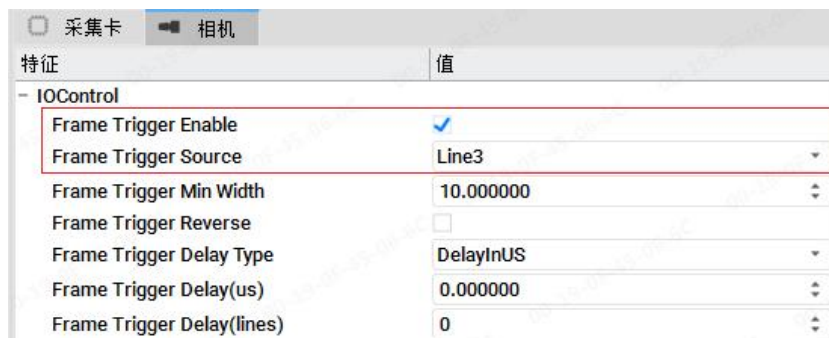 采集卡 相机
特征 值
- IOControl
Frame Trigger Enable
Frame Trigger Source Line3
Frame Trigger Min Width 10.000000
Frame Trigger Reverse
Frame Trigger Delay Type DelayInUS
Frame Trigger Delay(us) 0.000000
Frame Trigger Delay(lines) 0